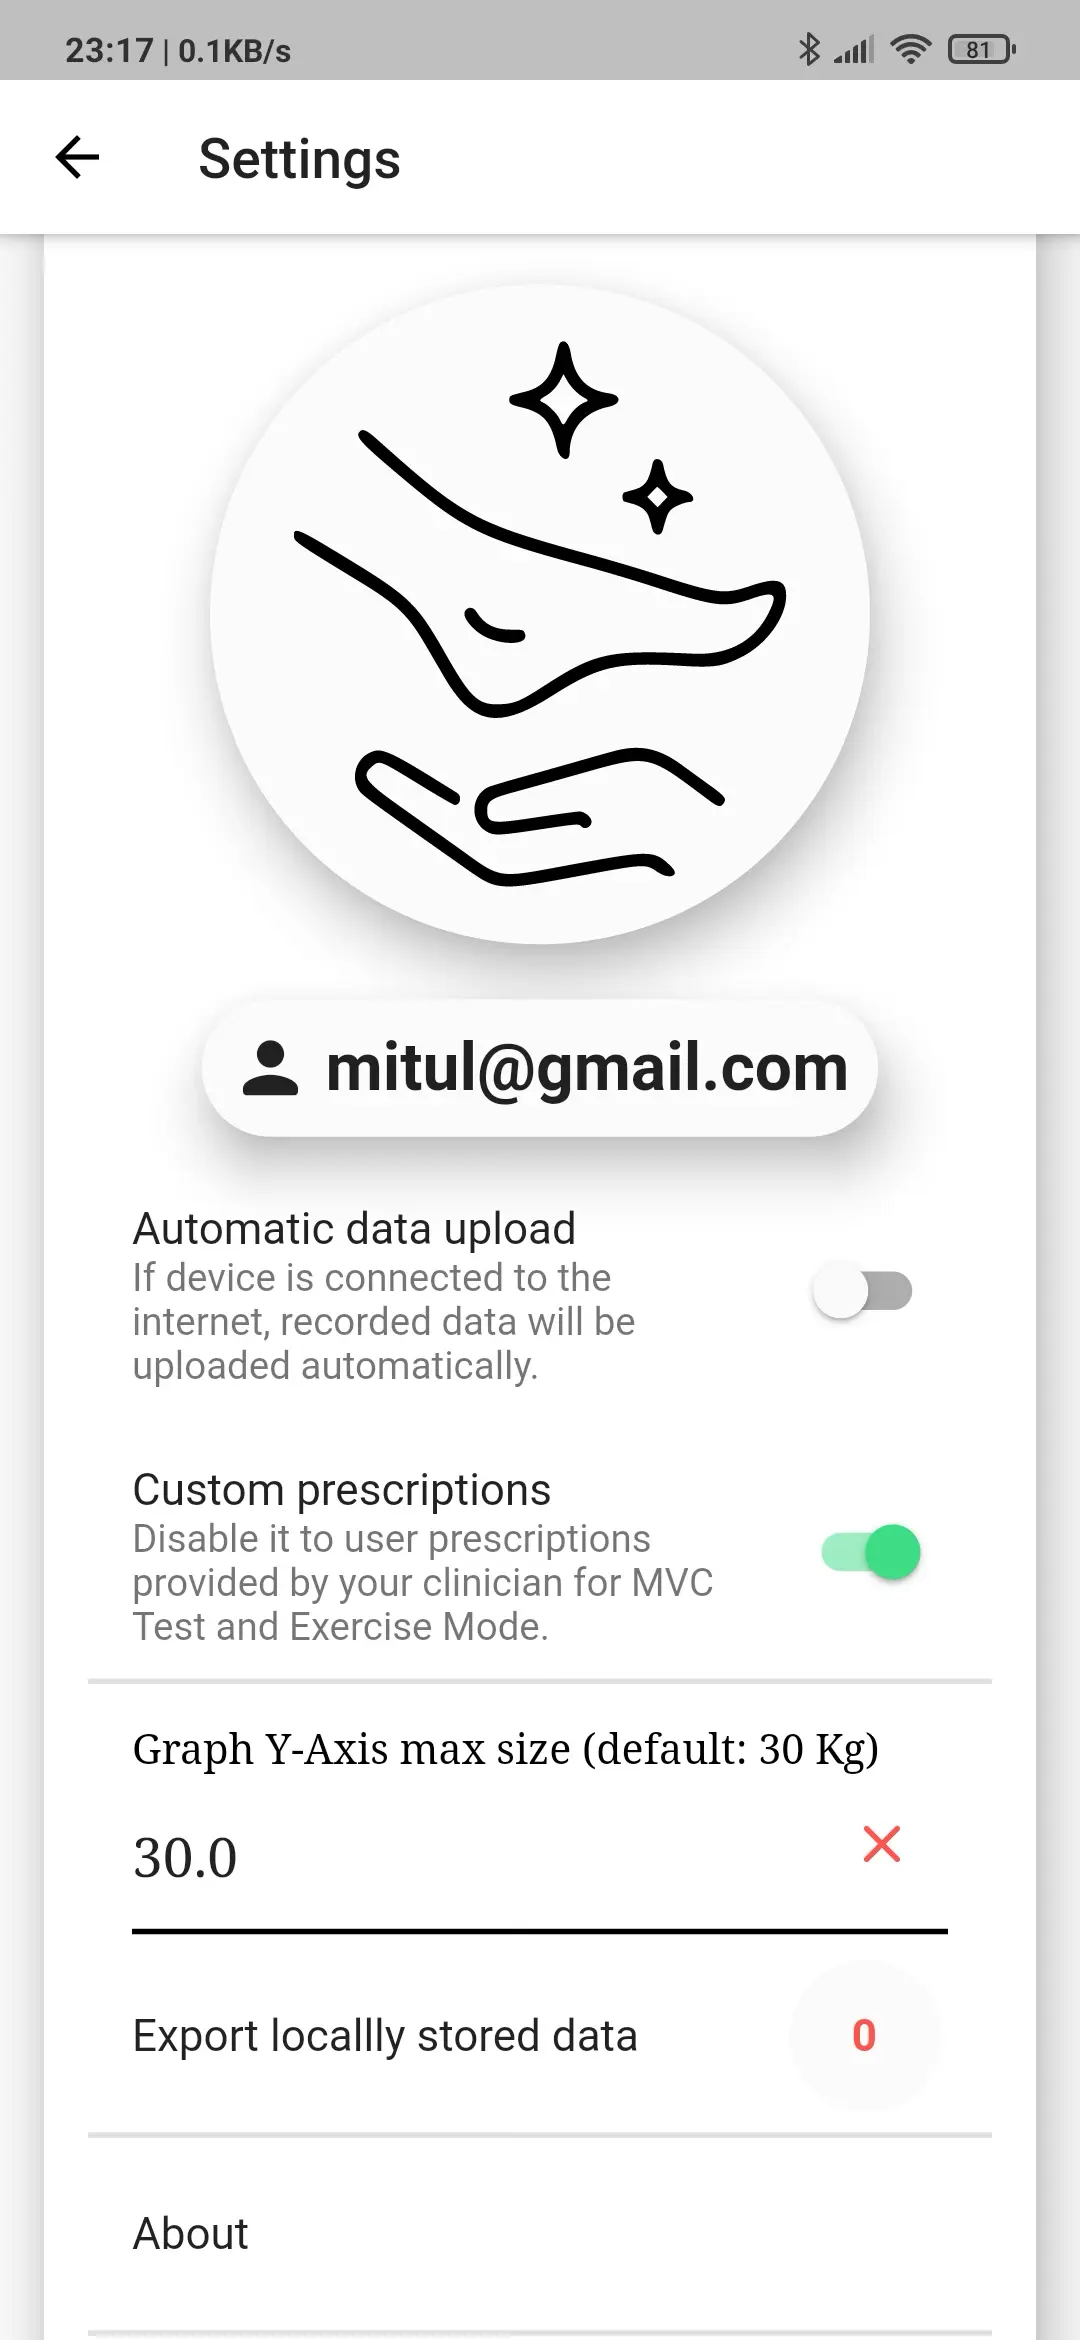 23:17 | 0.1KB/s
81
Settings
mitul@gmail.com
Automatic data upload
If device is connected to the
internet, recorded data will be
uploaded automatically.
Custom prescriptions
Disable it to user prescriptions
provided by your clinician for MVC
Test and Exercise Mode.
Graph Y-Axis max size (default: 30 Kg)
30.0
Export locallly stored data
0
About